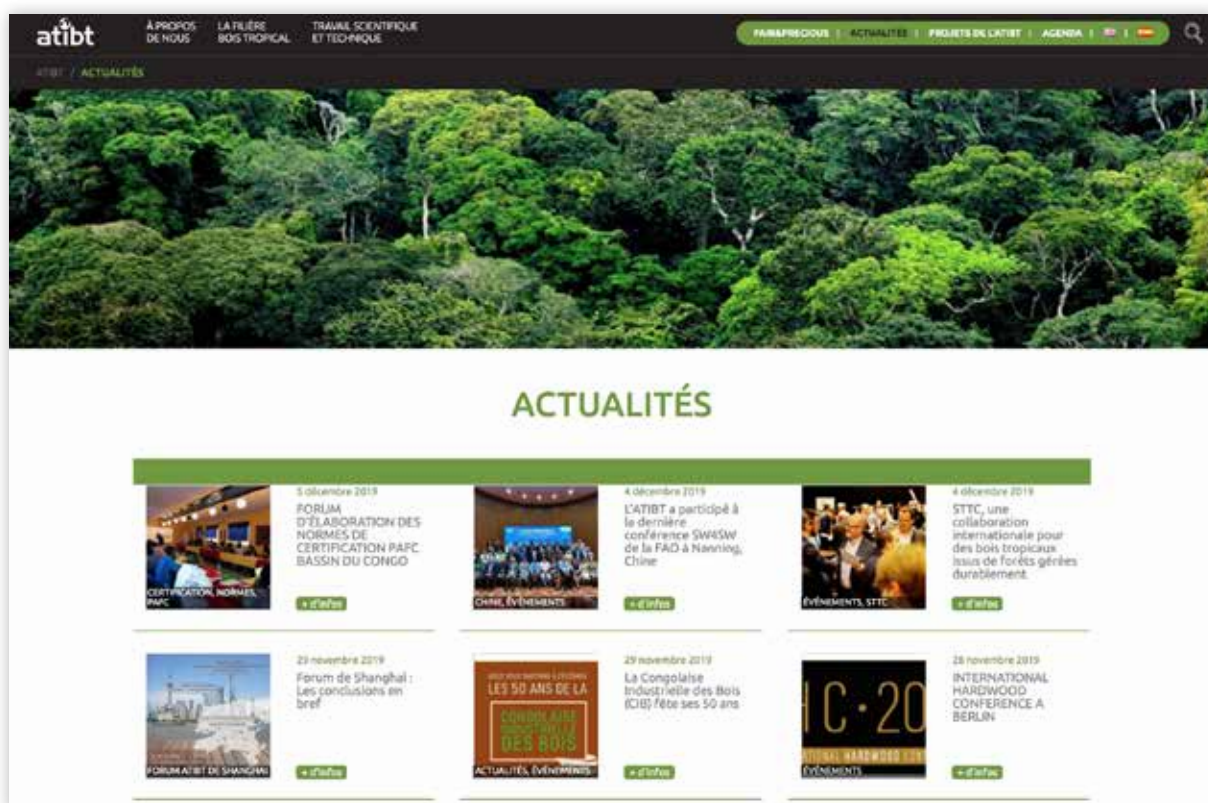 atibt
À PROPOS
DE NOUS
LA FILIÈRE
BOIS TROPICAL
TRAVAIL SCIENTIFIQUE
ET TECHNIQUE
FAIR&PRECIOUS | ACTUALITÉS | PROJETS DE L'ATIBT | AGENDA |
ATIBT / ACTUALITÉS
ACTUALITÉS
5 décembre 2019
FORUM
D'ÉLABORATION DES
NORMES DE
CERTIFICATION PAFC
BASSIN DU CONGO
CERTIFICATION, NORMES,
PAFC
+ d'infos
4 décembre 2019
L'ATIBT a participé à
la dernière
conférence SW4SW
de la FAO à Nanning,
Chine
CHINE, ÉVÉNEMENTS
+ d'infos
4 décembre 2019
STTC, une
collaboration
internationale pour
des bois tropicaux
issus de forêts gérées
durablement
ÉVÉNEMENTS, STTC
+ d'infos
29 novembre 2019
Forum de Shanghai :
Les conclusions en
bref
FORUM ATIBT DE SHANGHAI
+ d'infos
LES 50 ANS DE LA
CONGOLAISE
INDUSTRIELLE
DES BOIS
ACTUALITÉS, ÉVÉNEMENTS
29 novembre 2019
La Congolaise
Industrielle des Bois
(CIB) fête ses 50 ans
+ d'infos
HC·20
HARDWOOD
ÉVÉNEMENTS
28 novembre 2019
INTERNATIONAL
HARDWOOD
CONFERENCE A
BERLIN
+ d'infos